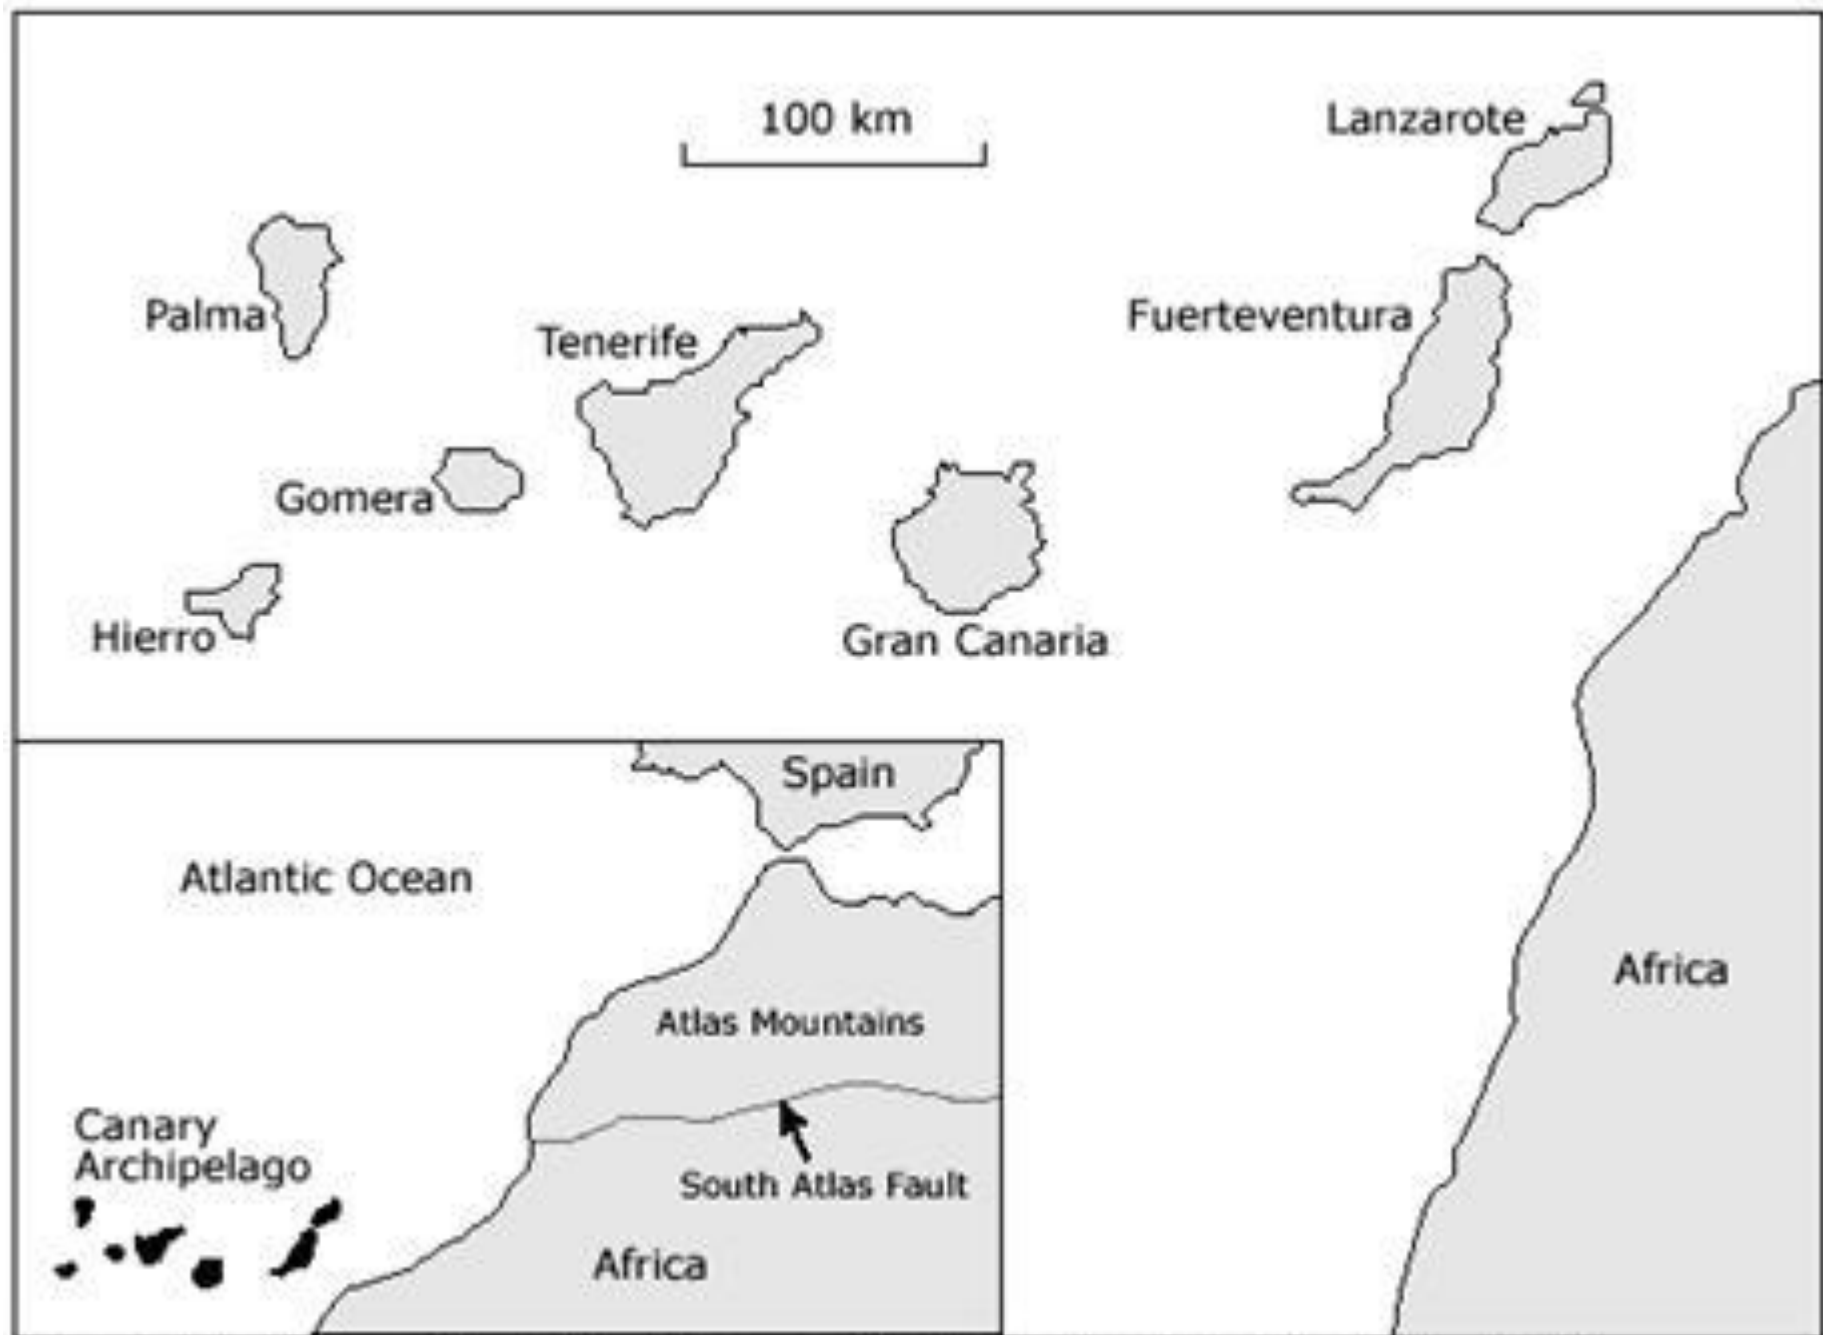 100 km
Lanzarote
Palma
Tenerife
Fuerteventura
Gomera
Hierro
Gran Canaria
Spain
Atlantic Ocean
Africa
Atlas Mountains
Canary
Archipelago
South Atlas Fault
Africa